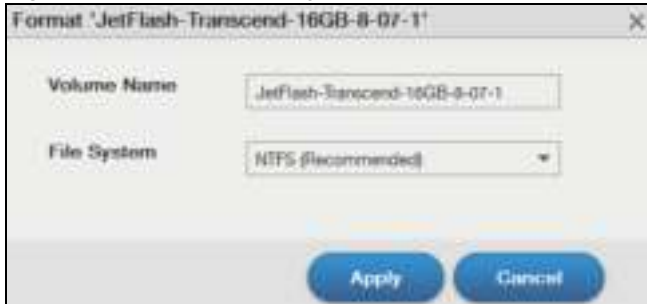 Format 'JetFlash-Transcend-16GB-8-07-1'
Volume Name JetFlash-Transcend-16GB-8-07-1
File System NTFS (Recommended)
Apply Cancel